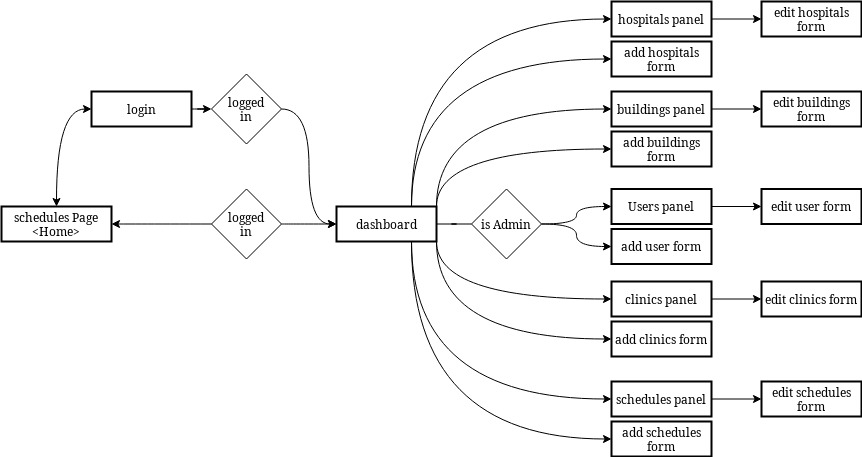 hospitals panel
edit hospitals
form
add hospitals
form
login
logged
in
buildings panel
edit buildings
form
add buildings
form
schedules Page
<Home>
logged
in
dashboard
is Admin
Users panel
edit user form
add user form
clinics panel
edit clinics form
add clinics form
schedules panel
edit schedules
form
add schedules
form